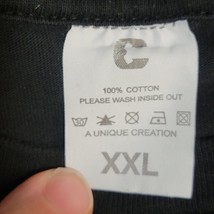 C
100% COTTON
PLEASE WASH INSIDE OUT
A UNIQUE CREATION
XXL